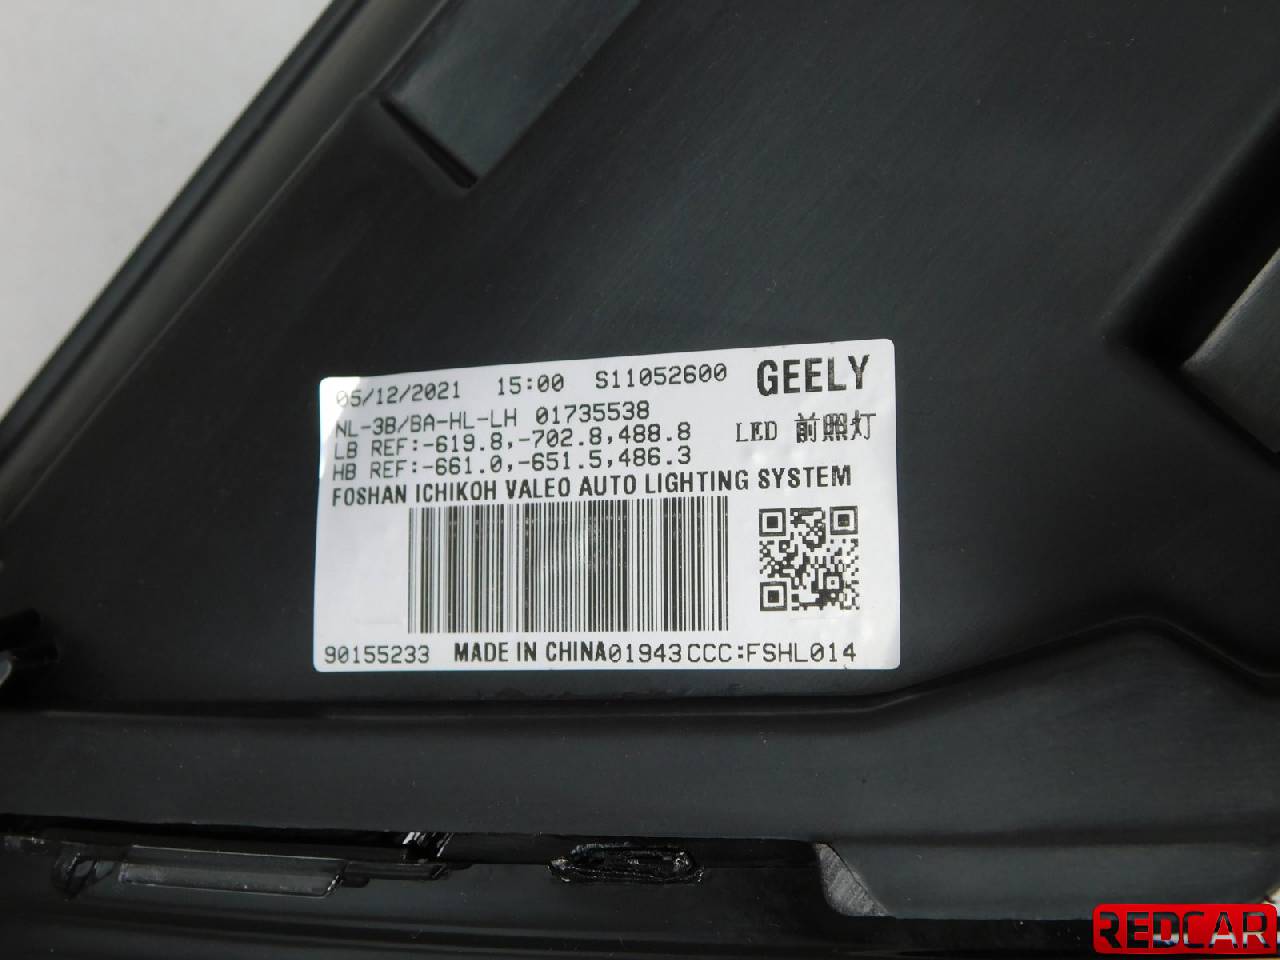 05/12/2021 15:00 S11052600 GEELY
NL-3B/BA-HL-LH 01735538
LB REF:-619.8,-702.8,488.8 LED 前照灯
HB REF:-661.0,-651.5,486.3
FOSHAN ICHIKOH VALEO AUTO LIGHTING SYSTEM
90155233 MADE IN CHINA01943CCC:FSHL014
REDCAR